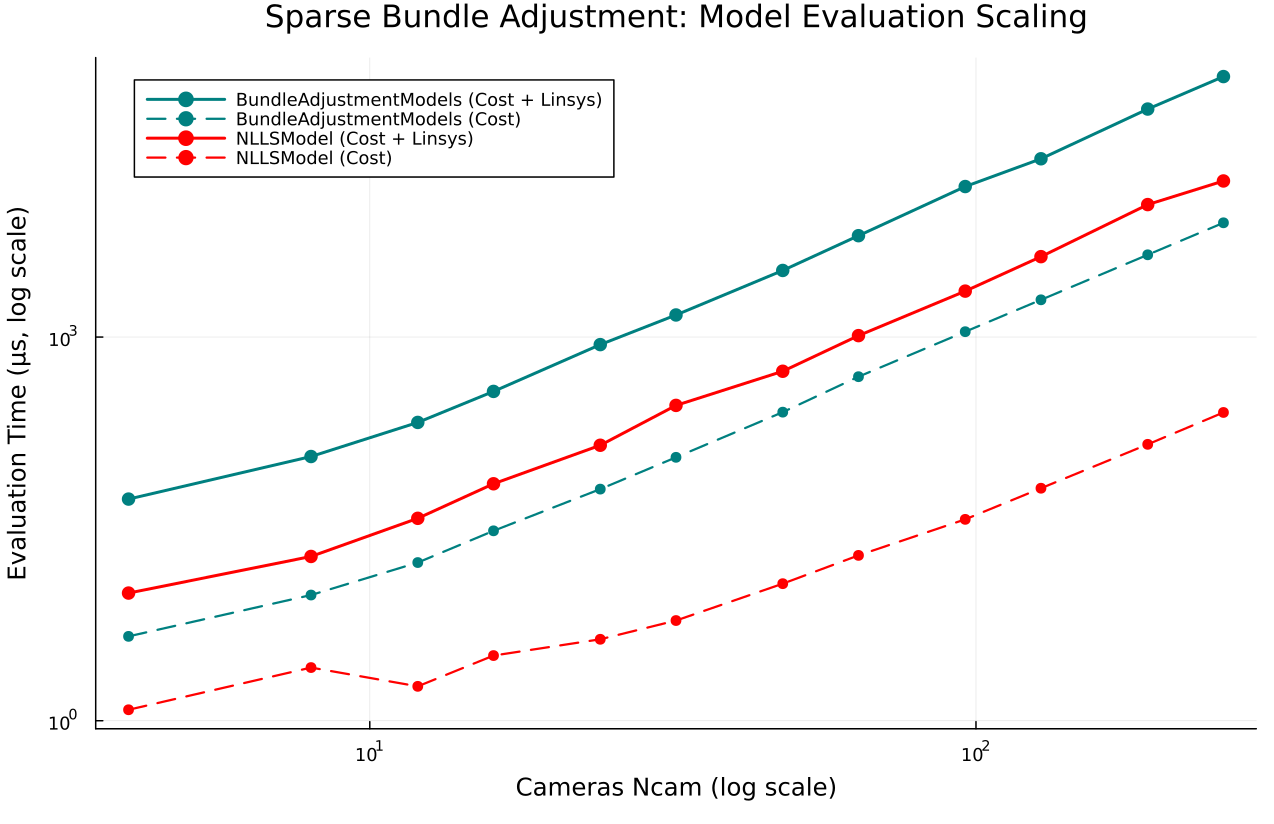 Sparse Bundle Adjustment: Model Evaluation Scaling
BundleAdjustmentModels (Cost + Linsys)
BundleAdjustmentModels (Cost)
NLLSModel (Cost + Linsys)
NLLSModel (Cost)
Evaluation Time (μs, log scale)
10³
10⁰
10¹
10²
Cameras Ncam (log scale)